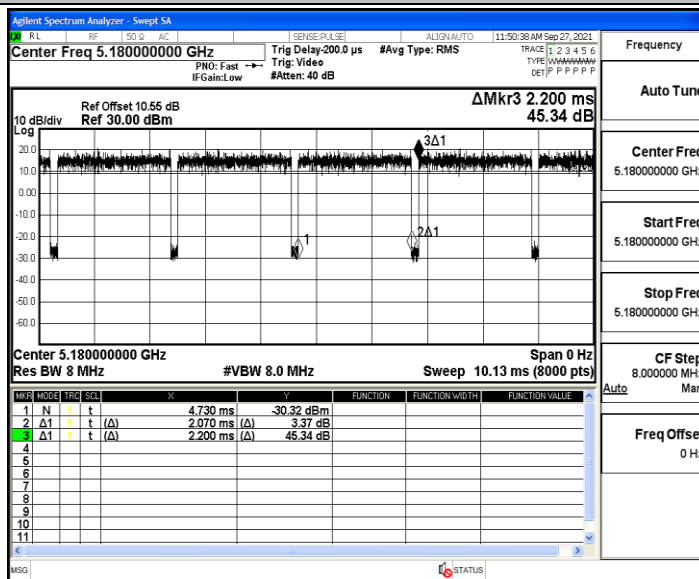 Agilent Spectrum Analyzer - Swept SA
RL RF 50 Ω AC SENSE:PULSE ALIGNAUTO 11:50:38 AM Sep 27, 2021
Center Freq 5.180000000 GHz
PNO: Fast
IFGain:Low
Trig Delay-200.0 µs
Trig: Video
#Atten: 40 dB
#Avg Type: RMS
TRACE 1 2 3 4 5 6
TYPE
DET P P P P P P
Frequency
Auto Tune
ΔMkr3 2.200 ms
45.34 dB
Ref Offset 10.55 dB
10 dB/div Ref 30.00 dBm
Log
20.0
10.0
0.00
-10.0
-20.0
-30.0
-40.0
-50.0
-60.0
3Δ1
1
2Δ1
Center Freq
5.180000000 GHz
Start Freq
5.180000000 GHz
Stop Freq
5.180000000 GHz
CF Step
8.000000 MHz
Auto Man
Freq Offset
0 Hz
Center 5.180000000 GHz Span 0 Hz
Res BW 8 MHz #VBW 8.0 MHz Sweep 10.13 ms (8000 pts)
MKR MODE TRC SCL X Y FUNCTION FUNCTION WIDTH FUNCTION VALUE
1 N 1 t 4.730 ms -30.32 dBm
2 Δ1 1 t (Δ) 2.070 ms (Δ) 3.37 dB
3 Δ1 1 t (Δ) 2.200 ms (Δ) 45.34 dB
4
5
6
7
8
9
10
11
MSG STATUS